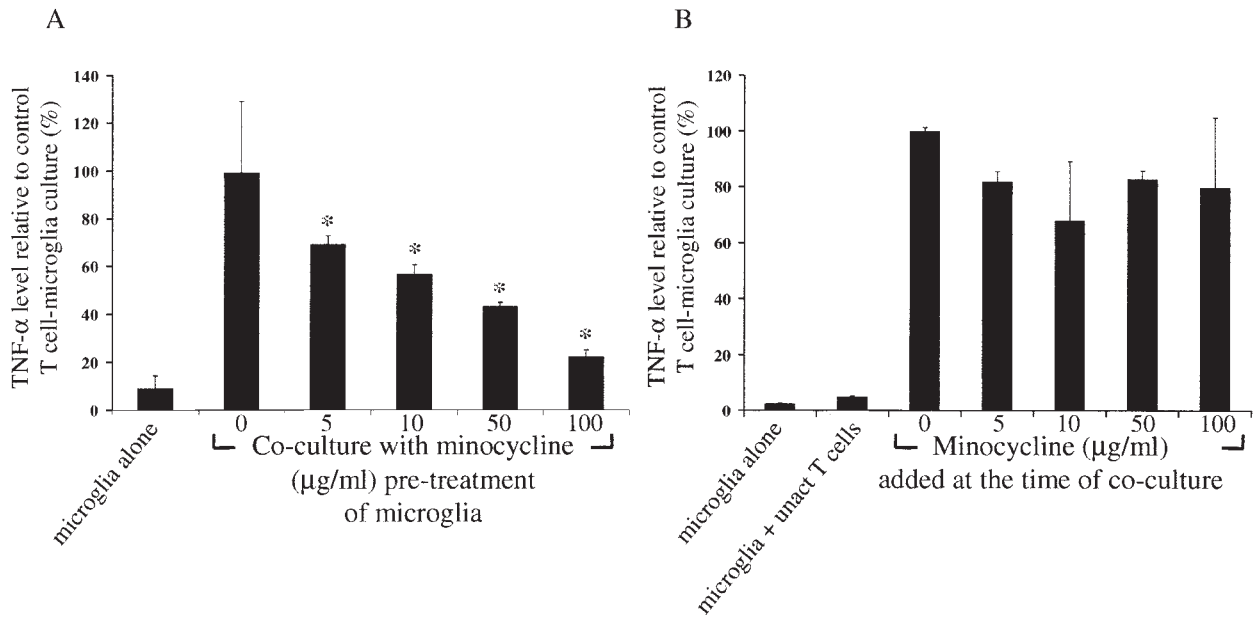 A
TNF-α level relative to control
T cell-microglia culture (%)
140
120
100
80
60
40
20
0
*
*
*
*
0 5 10 50 100
microglia alone
Co-culture with minocycline
(μg/ml) pre-treatment
of microglia
B
TNF-α level relative to control
T cell-microglia culture (%)
120
100
80
60
40
20
0
0 5 10 50 100
microglia alone
microglia + unact T cells
Minocycline (μg/ml)
added at the time of co-culture